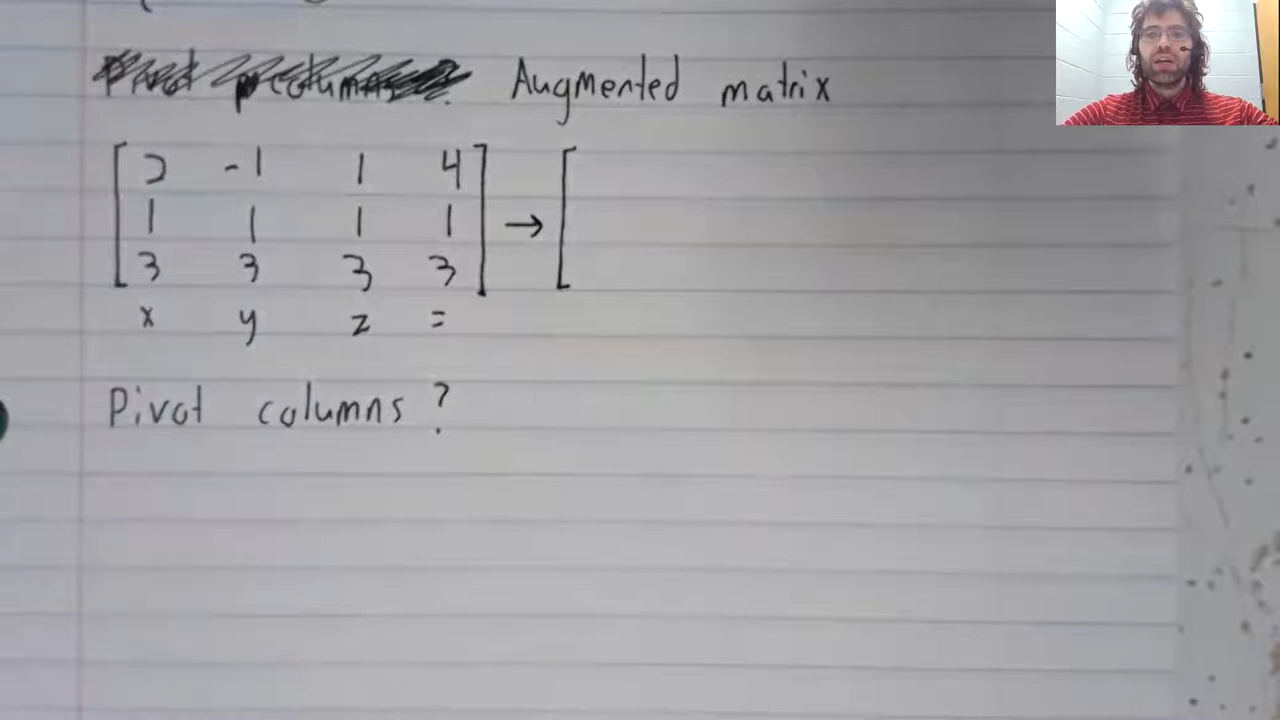 Augmented matrix
2 -1 1 4
1 1 1 1 →
3 3 3 3
x y z =
Pivot columns ?